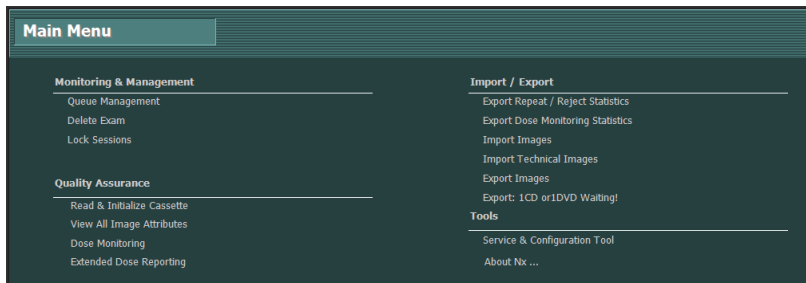 Main Menu
Monitoring & Management
Queue Management
Delete Exam
Lock Sessions
Quality Assurance
Read & Initialize Cassette
View All Image Attributes
Dose Monitoring
Extended Dose Reporting
Import / Export
Export Repeat / Reject Statistics
Export Dose Monitoring Statistics
Import Images
Import Technical Images
Export Images
Export: 1CD or1DVD Waiting!
Tools
Service & Configuration Tool
About Nx ...